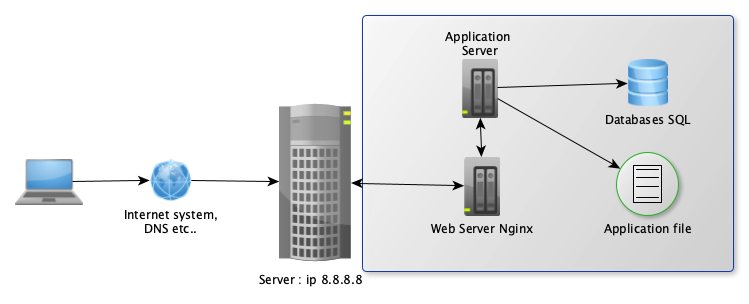 Application
Server
Databases SQL
Internet system,
DNS etc..
Web Server Nginx
Application file
Server : ip 8.8.8.8